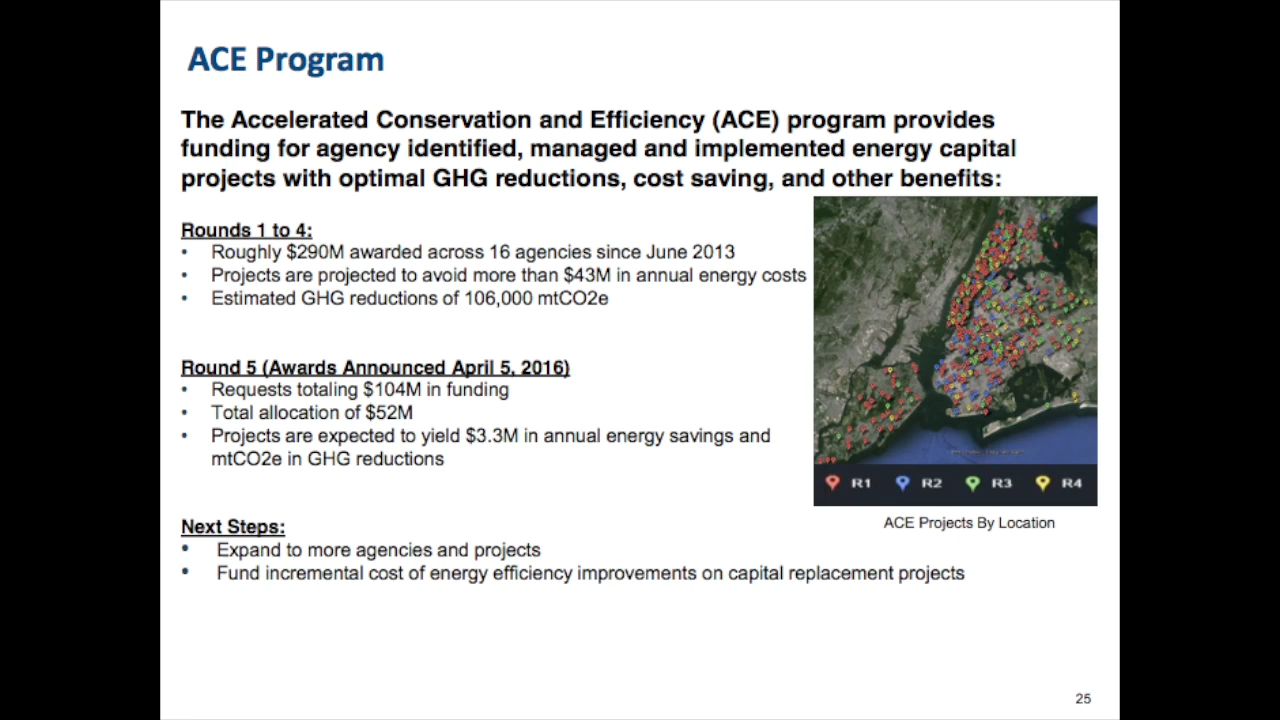 ACE Program
The Accelerated Conservation and Efficiency (ACE) program provides
funding for agency identified, managed and implemented energy capital
projects with optimal GHG reductions, cost saving, and other benefits:
Rounds 1 to 4:
• Roughly $290M awarded across 16 agencies since June 2013
• Projects are projected to avoid more than $43M in annual energy costs
• Estimated GHG reductions of 106,000 mtCO2e
Round 5 (Awards Announced April 5, 2016)
• Requests totaling $104M in funding
• Total allocation of $52M
• Projects are expected to yield $3.3M in annual energy savings and
mtCO2e in GHG reductions
R1 R2 R3 R4
ACE Projects By Location
Next Steps:
• Expand to more agencies and projects
• Fund incremental cost of energy efficiency improvements on capital replacement projects
25